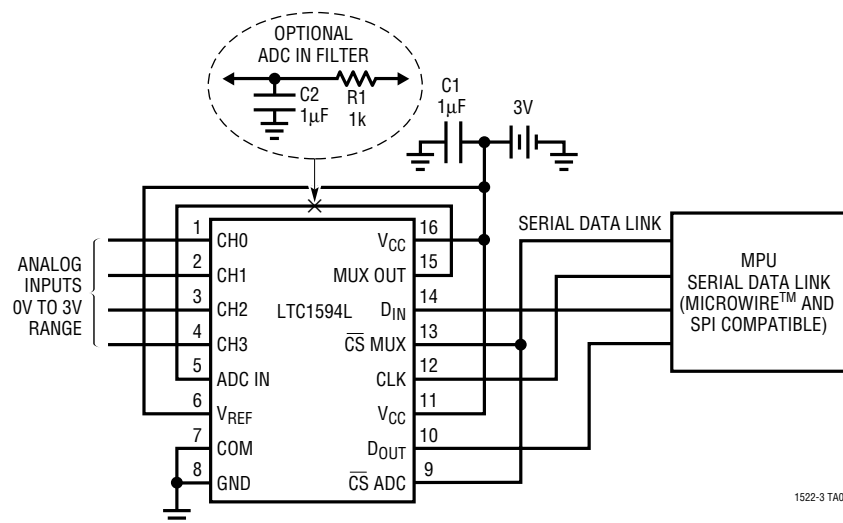 OPTIONAL
ADC IN FILTER
C2
1µF
R1
1k
C1
1µF
3V
ANALOG
INPUTS
0V TO 3V
RANGE
1
CH0
2
CH1
3
CH2
4
CH3
5
ADC IN
6
VREF
7
COM
8
GND
LTC1594L
16
VCC
15
MUX OUT
14
DIN
13
CS MUX
12
CLK
11
VCC
10
DOUT
9
CS ADC
SERIAL DATA LINK
MPU
SERIAL DATA LINK
(MICROWIRE™ AND
SPI COMPATIBLE)
1522-3 TA0